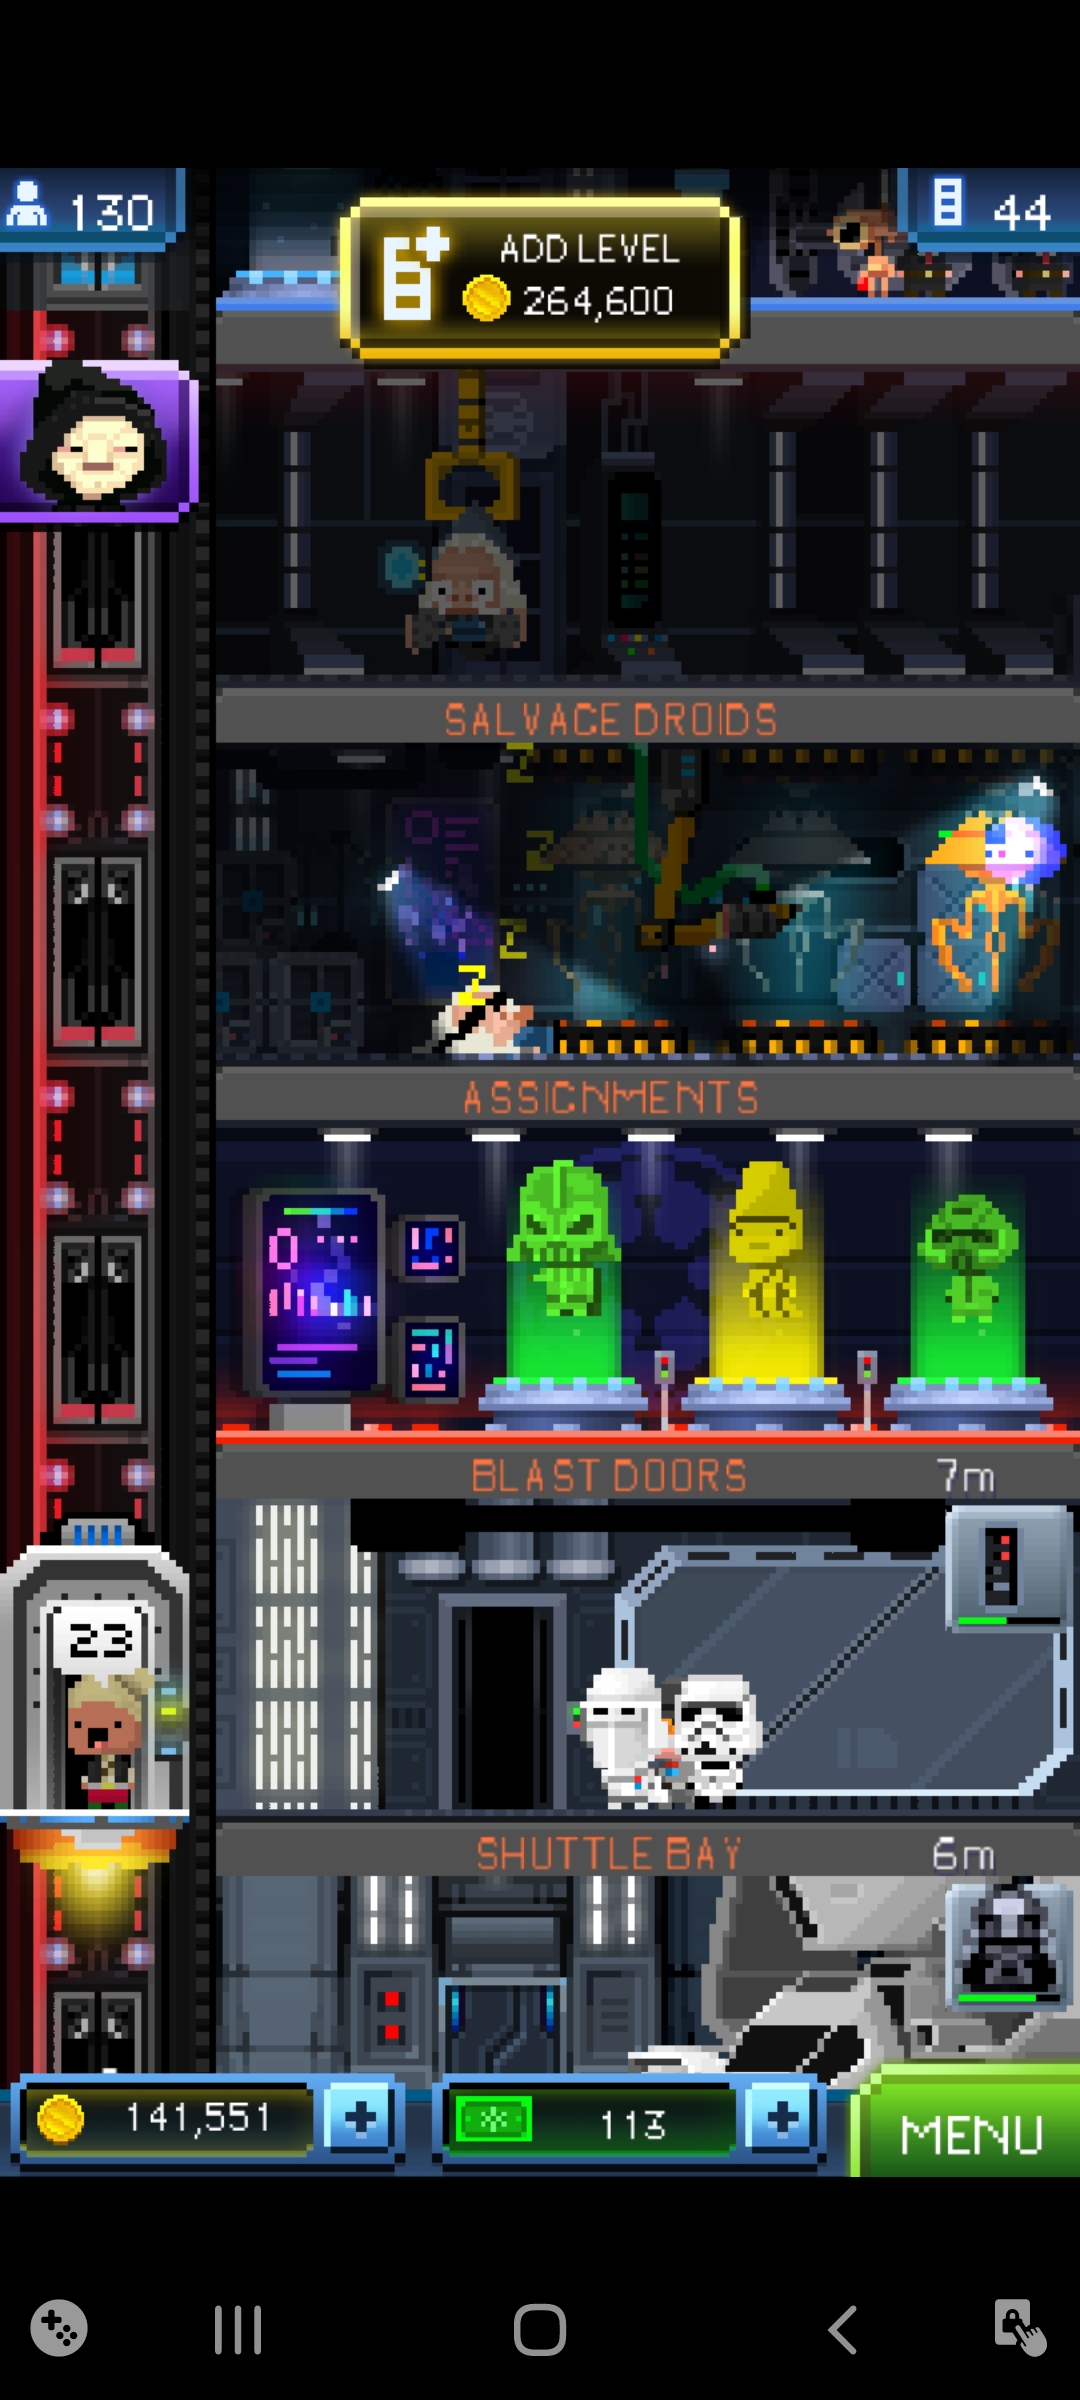 130
44
ADD LEVEL
264,600
SALVAGE DROIDS
Z
Z
Z
Z
ASSIGNMENTS
BLAST DOORS 7m
23
SHUTTLE BAY 6m
141,551
113
MENU